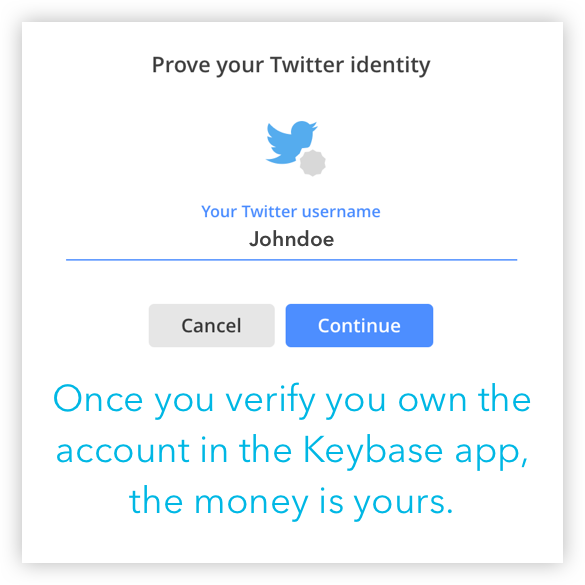 Prove your Twitter identity
Your Twitter username
Johndoe
Cancel
Continue
Once you verify you own the
account in the Keybase app,
the money is yours.